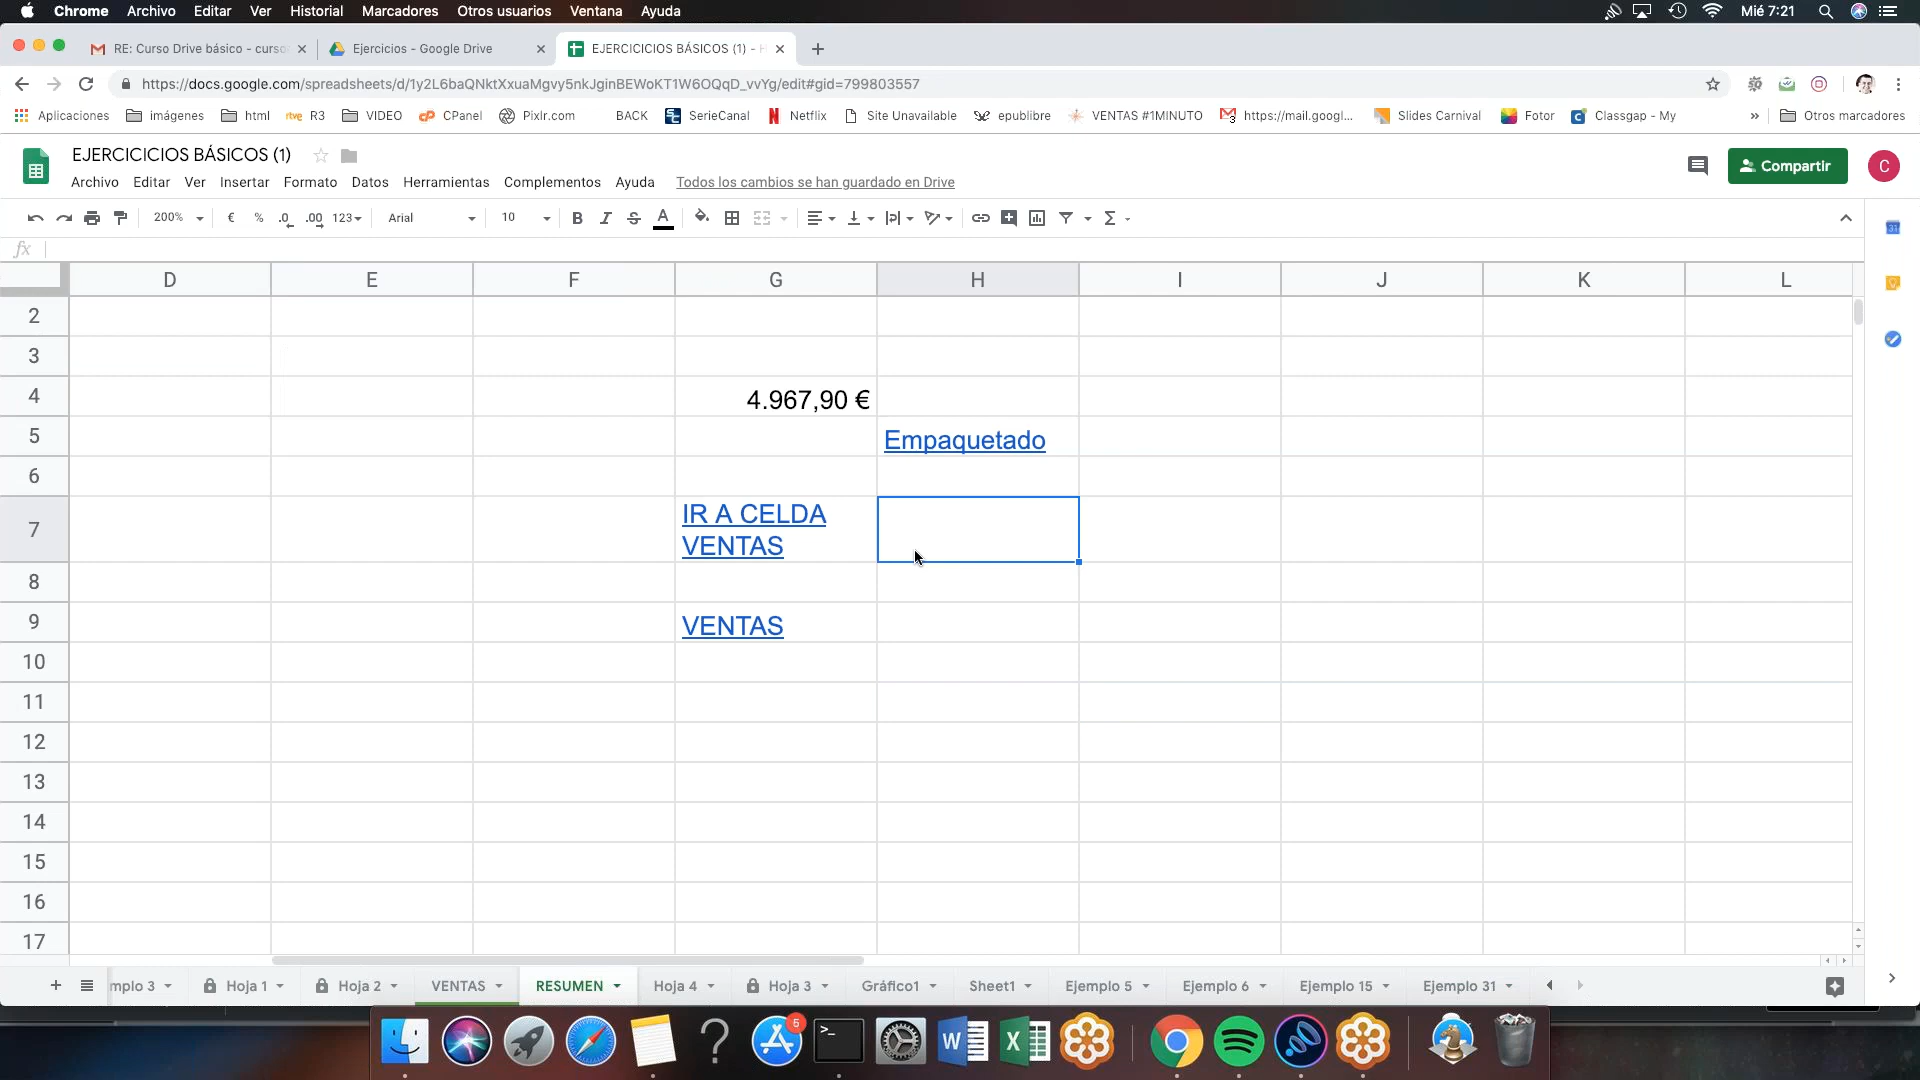 Chrome Archivo Editar Ver Historial Marcadores Otros usuarios Ventana Ayuda Mié 7:21
RE: Curso Drive básico - curso Ejercicios - Google Drive EJERCICICIOS BÁSICOS (1) - H
https://docs.google.com/spreadsheets/d/1y2L6baQNktXxuaMgvy5nkJginBEWoKT1W6OQqD_vvYg/edit#gid=799803557
Aplicaciones imágenes html rtve R3 VIDEO cP CPanel Pixlr.com BACK SerieCanal Netflix Site Unavailable epublibre VENTAS #1MINUTO https://mail.googl... Slides Carnival Fotor Classgap - My » Otros marcadores
EJERCICICIOS BÁSICOS (1)
Compartir C
Archivo Editar Ver Insertar Formato Datos Herramientas Complementos Ayuda Todos los cambios se han guardado en Drive
200% € % .0 .00 123 Arial 10 B I S A Σ
fx
D E F G H I J K L
2
3
4 4.967,90 €
5 Empaquetado
6
7 IR A CELDA
VENTAS
8
9 VENTAS
10
11
12
13
14
15
16
17
+ mplo 3 Hoja 1 Hoja 2 VENTAS RESUMEN Hoja 4 Hoja 3 Gráfico1 Sheet1 Ejemplo 5 Ejemplo 6 Ejemplo 15 Ejemplo 31
5